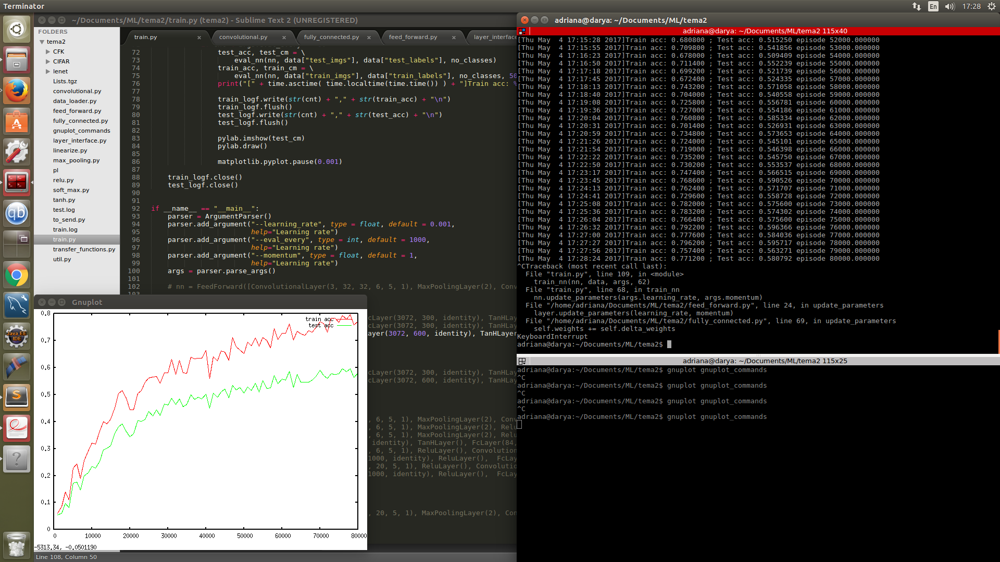 Terminator
En
17:28
~/Documents/ML/tema2/train.py (tema2) - Sublime Text 2 (UNREGISTERED)
FOLDERS
tema2
CFK
CIFAR
lenet
Lists.tgz
convolutional.py
data_loader.py
feed_forward.py
fully_connected.py
gnuplot_commands
layer_interface.py
linearize.py
max_pooling.py
pl
relu.py
soft_max.py
tanh.py
test.log
to_send.py
train.log
train.py
transfer_functions.py
util.py
train.py
convolutional.py
fully_connected.py
feed_forward.py
layer_interface
72 test_acc, test_cm = \
73 eval_nn(nn, data["test_imgs"], data["test_labels"], no_classes)
74 train_acc, train_cm = \
75 eval_nn(nn, data["train_imgs"], data["train_labels"], no_classes, 50
76 print("[" + time.asctime( time.localtime(time.time()) ) + "]Train acc: %
77
78 train_logf.write(str(cnt) + "," + str(train_acc) + "\n")
79 train_logf.flush()
80 test_logf.write(str(cnt) + "," + str(test_acc) + "\n")
81 test_logf.flush()
82
83 pylab.imshow(test_cm)
84 pylab.draw()
85
86 matplotlib.pyplot.pause(0.001)
87
88 train_logf.close()
89 test_logf.close()
90
91
92 if __name__ == "__main__":
93 parser = ArgumentParser()
94 parser.add_argument("--learning_rate", type = float, default = 0.001,
95 help="Learning rate")
96 parser.add_argument("--eval_every", type = int, default = 1000,
97 help="Learning rate")
98 parser.add_argument("--momentum", type = float, default = 1,
99 help="Learning rate")
100 args = parser.parse_args()
101
102 # nn = FeedForward([ConvolutionalLayer(3, 32, 32, 6, 5, 1), MaxPoolingLayer(2), Conv
cLayer(3072, 300, identity), TanHL
cLayer(3072, 300, identity), TanHL
ayer(3072, 600, identity), TanHLayer
cLayer(3072, 300, identity), TanHL
cLayer(3072, 600, identity), TanHL
, 6, 5, 1), MaxPoolingLayer(2), Conv
, 6, 5, 1), MaxPoolingLayer(2), Relu
, 6, 5, 1), MaxPoolingLayer(2), Relu
identity), TanHLayer(), FcLayer(84,
, 6, 5, 1), ReluLayer(), Convolution
1000, identity), ReluLayer(), FcLay
, 20, 5, 1), ReluLayer(), Convolutio
1000, identity), ReluLayer(), FcLay
, 20, 5, 1), MaxPoolingLayer(2), Con
Gnuplot
train acc
test acc
0.8
0.7
0.6
0.5
0.4
0.3
0.2
0.1
0
0 10000 20000 30000 40000 50000 60000 70000 80000
-5313.34, -0.0501190
Line 108, Column 50
adriana@darya: ~/Documents/ML/tema2
adriana@darya: ~/Documents/ML/tema2 115x40
[Thu May  4 17:15:28 2017]Train acc: 0.680800 ; Test acc: 0.515250 episode 52000.000000
[Thu May  4 17:15:55 2017]Train acc: 0.709800 ; Test acc: 0.541856 episode 53000.000000
[Thu May  4 17:16:23 2017]Train acc: 0.678000 ; Test acc: 0.509409 episode 54000.000000
[Thu May  4 17:16:50 2017]Train acc: 0.711400 ; Test acc: 0.552239 episode 55000.000000
[Thu May  4 17:17:18 2017]Train acc: 0.699200 ; Test acc: 0.521739 episode 56000.000000
[Thu May  4 17:17:45 2017]Train acc: 0.672400 ; Test acc: 0.524335 episode 57000.000000
[Thu May  4 17:18:13 2017]Train acc: 0.743200 ; Test acc: 0.571058 episode 58000.000000
[Thu May  4 17:18:40 2017]Train acc: 0.704000 ; Test acc: 0.540558 episode 59000.000000
[Thu May  4 17:19:08 2017]Train acc: 0.725800 ; Test acc: 0.556781 episode 60000.000000
[Thu May  4 17:19:36 2017]Train acc: 0.727000 ; Test acc: 0.554186 episode 61000.000000
[Thu May  4 17:20:04 2017]Train acc: 0.760800 ; Test acc: 0.585334 episode 62000.000000
[Thu May  4 17:20:31 2017]Train acc: 0.701400 ; Test acc: 0.526931 episode 63000.000000
[Thu May  4 17:20:59 2017]Train acc: 0.734800 ; Test acc: 0.573653 episode 64000.000000
[Thu May  4 17:21:26 2017]Train acc: 0.724000 ; Test acc: 0.545101 episode 65000.000000
[Thu May  4 17:21:54 2017]Train acc: 0.719000 ; Test acc: 0.546398 episode 66000.000000
[Thu May  4 17:22:22 2017]Train acc: 0.735200 ; Test acc: 0.545750 episode 67000.000000
[Thu May  4 17:22:50 2017]Train acc: 0.730200 ; Test acc: 0.553537 episode 68000.000000
[Thu May  4 17:23:17 2017]Train acc: 0.747400 ; Test acc: 0.566515 episode 69000.000000
[Thu May  4 17:23:45 2017]Train acc: 0.768600 ; Test acc: 0.590526 episode 70000.000000
[Thu May  4 17:24:13 2017]Train acc: 0.762400 ; Test acc: 0.571707 episode 71000.000000
[Thu May  4 17:24:41 2017]Train acc: 0.729600 ; Test acc: 0.558728 episode 72000.000000
[Thu May  4 17:25:08 2017]Train acc: 0.782000 ; Test acc: 0.575600 episode 73000.000000
[Thu May  4 17:25:36 2017]Train acc: 0.783200 ; Test acc: 0.574302 episode 74000.000000
[Thu May  4 17:26:04 2017]Train acc: 0.766400 ; Test acc: 0.575600 episode 75000.000000
[Thu May  4 17:26:32 2017]Train acc: 0.792200 ; Test acc: 0.596366 episode 76000.000000
[Thu May  4 17:27:00 2017]Train acc: 0.777600 ; Test acc: 0.584036 episode 77000.000000
[Thu May  4 17:27:27 2017]Train acc: 0.796200 ; Test acc: 0.595717 episode 78000.000000
[Thu May  4 17:27:56 2017]Train acc: 0.757400 ; Test acc: 0.563271 episode 79000.000000
[Thu May  4 17:28:24 2017]Train acc: 0.771200 ; Test acc: 0.580792 episode 80000.000000
^CTraceback (most recent call last):
File "train.py", line 109, in <module>
train_nn(nn, data, args, 62)
File "train.py", line 68, in train_nn
nn.update_parameters(args.learning_rate, args.momentum)
File "/home/adriana/Documents/ML/tema2/feed_forward.py", line 24, in update_parameters
layer.update_parameters(learning_rate, momentum)
File "/home/adriana/Documents/ML/tema2/fully_connected.py", line 69, in update_parameters
self.weights += self.delta_weights
KeyboardInterrupt
adriana@darya:~/Documents/ML/tema2$
adriana@darya: ~/Documents/ML/tema2 115x25
adriana@darya:~/Documents/ML/tema2$ gnuplot gnuplot_commands
^C
adriana@darya:~/Documents/ML/tema2$ gnuplot gnuplot_commands
^C
adriana@darya:~/Documents/ML/tema2$ gnuplot gnuplot_commands
^C
adriana@darya:~/Documents/ML/tema2$ gnuplot gnuplot_commands
qb
Java EE
IDE